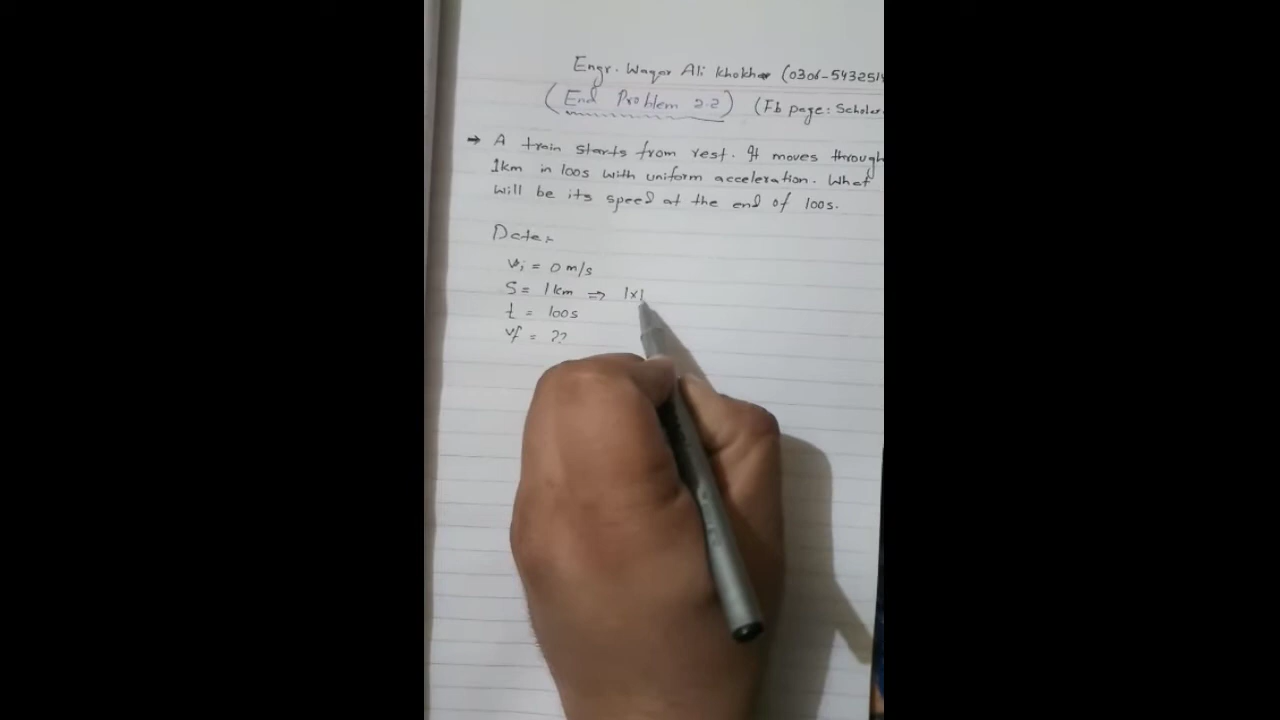 Engr. Waqar Ali Khokhar (0306-543251
(End Problem 2.2) (Fb page: Scholar
→ A train starts from rest. It moves through
1km in 100s with uniform acceleration. What
will be its speed at the end of 100s.
Data:-
vi = 0 m/s
S = 1 km ⇒ 1×1
t = 100s
vf = ??